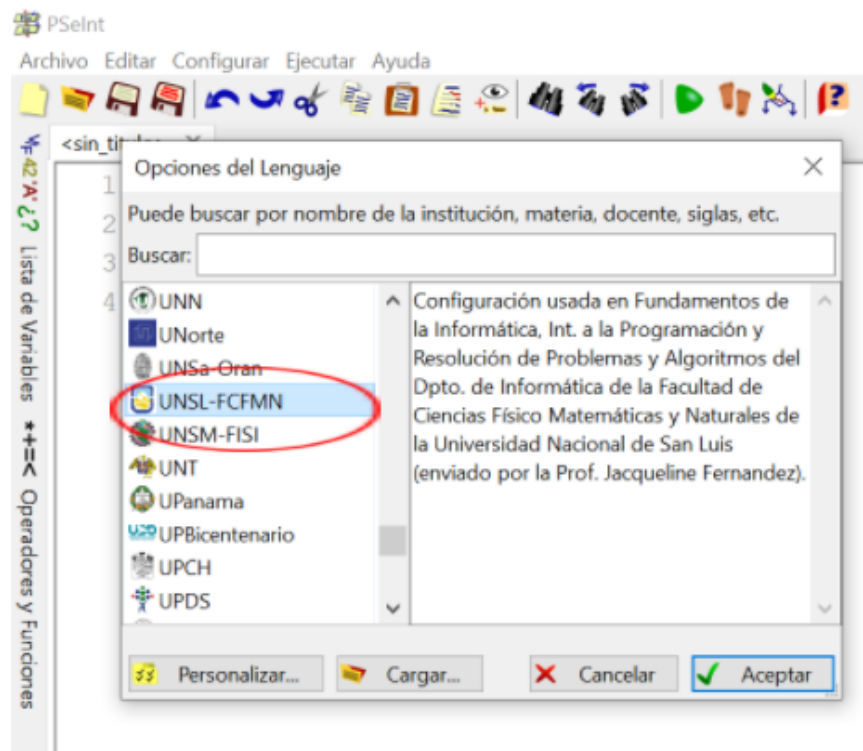 PSeInt
Archivo Editar Configurar Ejecutar Ayuda
Opciones del Lenguaje
Puede buscar por nombre de la institución, materia, docente, siglas, etc.
Buscar:
1
2
3
4
UNN
UNorte
UNSa-Oran
UNSL-FCFMN
UNSM-FISI
UNT
UPanama
UPBicentenario
UPCH
UPDS
Configuración usada en Fundamentos de
la Informática, Int. a la Programación y
Resolución de Problemas y Algoritmos del
Dpto. de Informática de la Facultad de
Ciencias Físico Matemáticas y Naturales de
la Universidad Nacional de San Luis
(enviado por la Prof. Jacqueline Fernandez).
Personalizar... Cargar... Cancelar Aceptar
42 'A' ¿? Lista de Variables
*+=< Operadores y Funciones